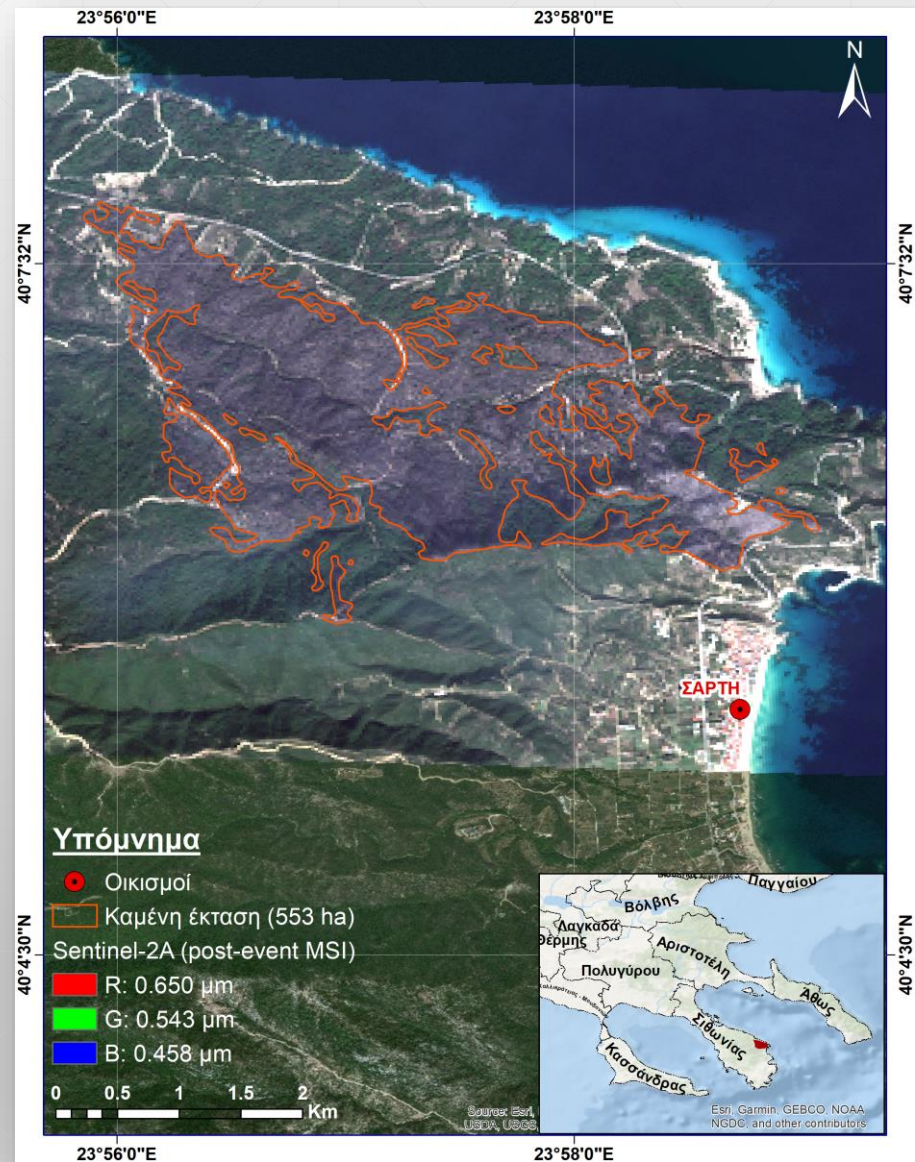 23°56'0"E
23°58'0"E
N
40°7'32"N
40°7'32"N
ΣΑΡΤΗ
Υπόμνημα
Οικισμοί
Καμένη έκταση (553 ha)
Sentinel-2A (post-event MSI)
R: 0.650 μm
G: 0.543 μm
B: 0.458 μm
0 0.5 1 1.5 2
Km
40°4'30"N
40°4'30"N
Παγγαίου
Βόλβης
Λαγκαδά
Θέρμης
Αριστοτέλη
Πολυγύρου
Άθως
Σιθωνίας
Κασσάνδρας
Source: Esri,
USDA, USGS,
Esri, Garmin, GEBCO, NOAA
NGDC, and other contributors
23°56'0"E
23°58'0"E